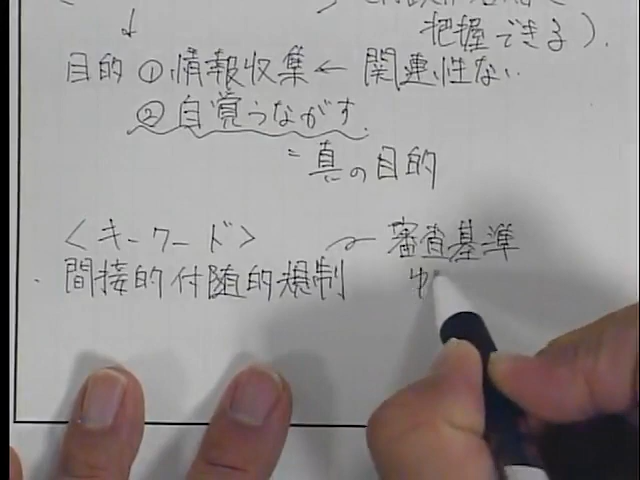 把握できる).
目的 ①情報収集 ← 関連性ない
②自覚うながす.
= 真の目的
<キーワード> 審査基準
間接的付随的規制 ゆ